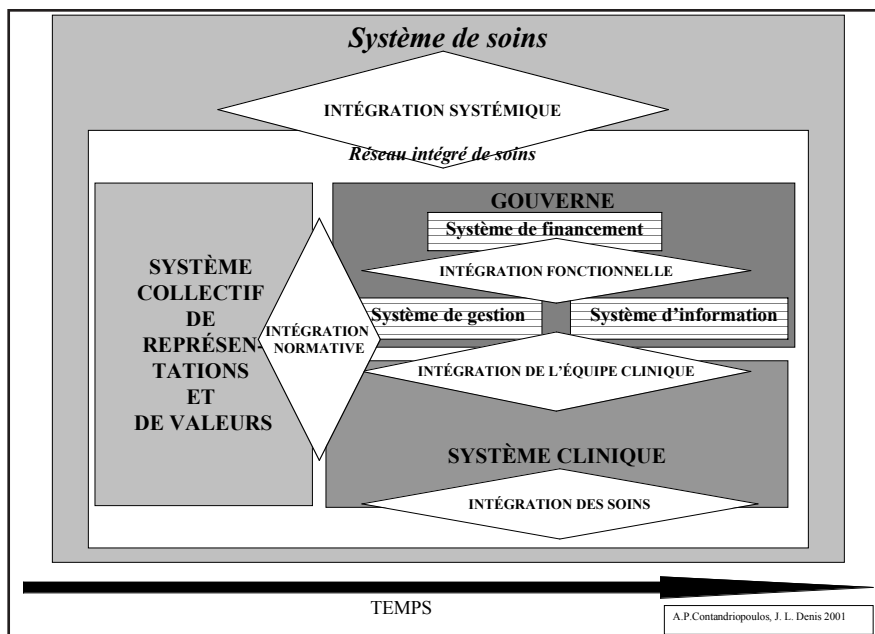 Système de soins
INTÉGRATION SYSTÉMIQUE
Réseau intégré de soins
SYSTÈME
COLLECTIF
DE
REPRÉSEN-
TATIONS
ET
DE VALEURS
INTÉGRATION
NORMATIVE
GOUVERNE
Système de financement
INTÉGRATION FONCTIONNELLE
Système de gestion
Système d’information
INTÉGRATION DE L’ÉQUIPE CLINIQUE
SYSTÈME CLINIQUE
INTÉGRATION DES SOINS
TEMPS
A.P.Contandriopoulos, J. L. Denis 2001